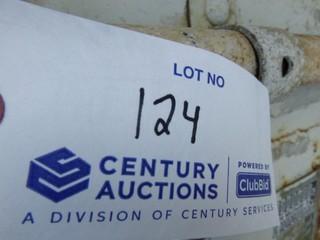 LOT NO
124
CENTURY
AUCTIONS
POWERED BY
ClubBid
A DIVISION OF CENTURY SERVICES